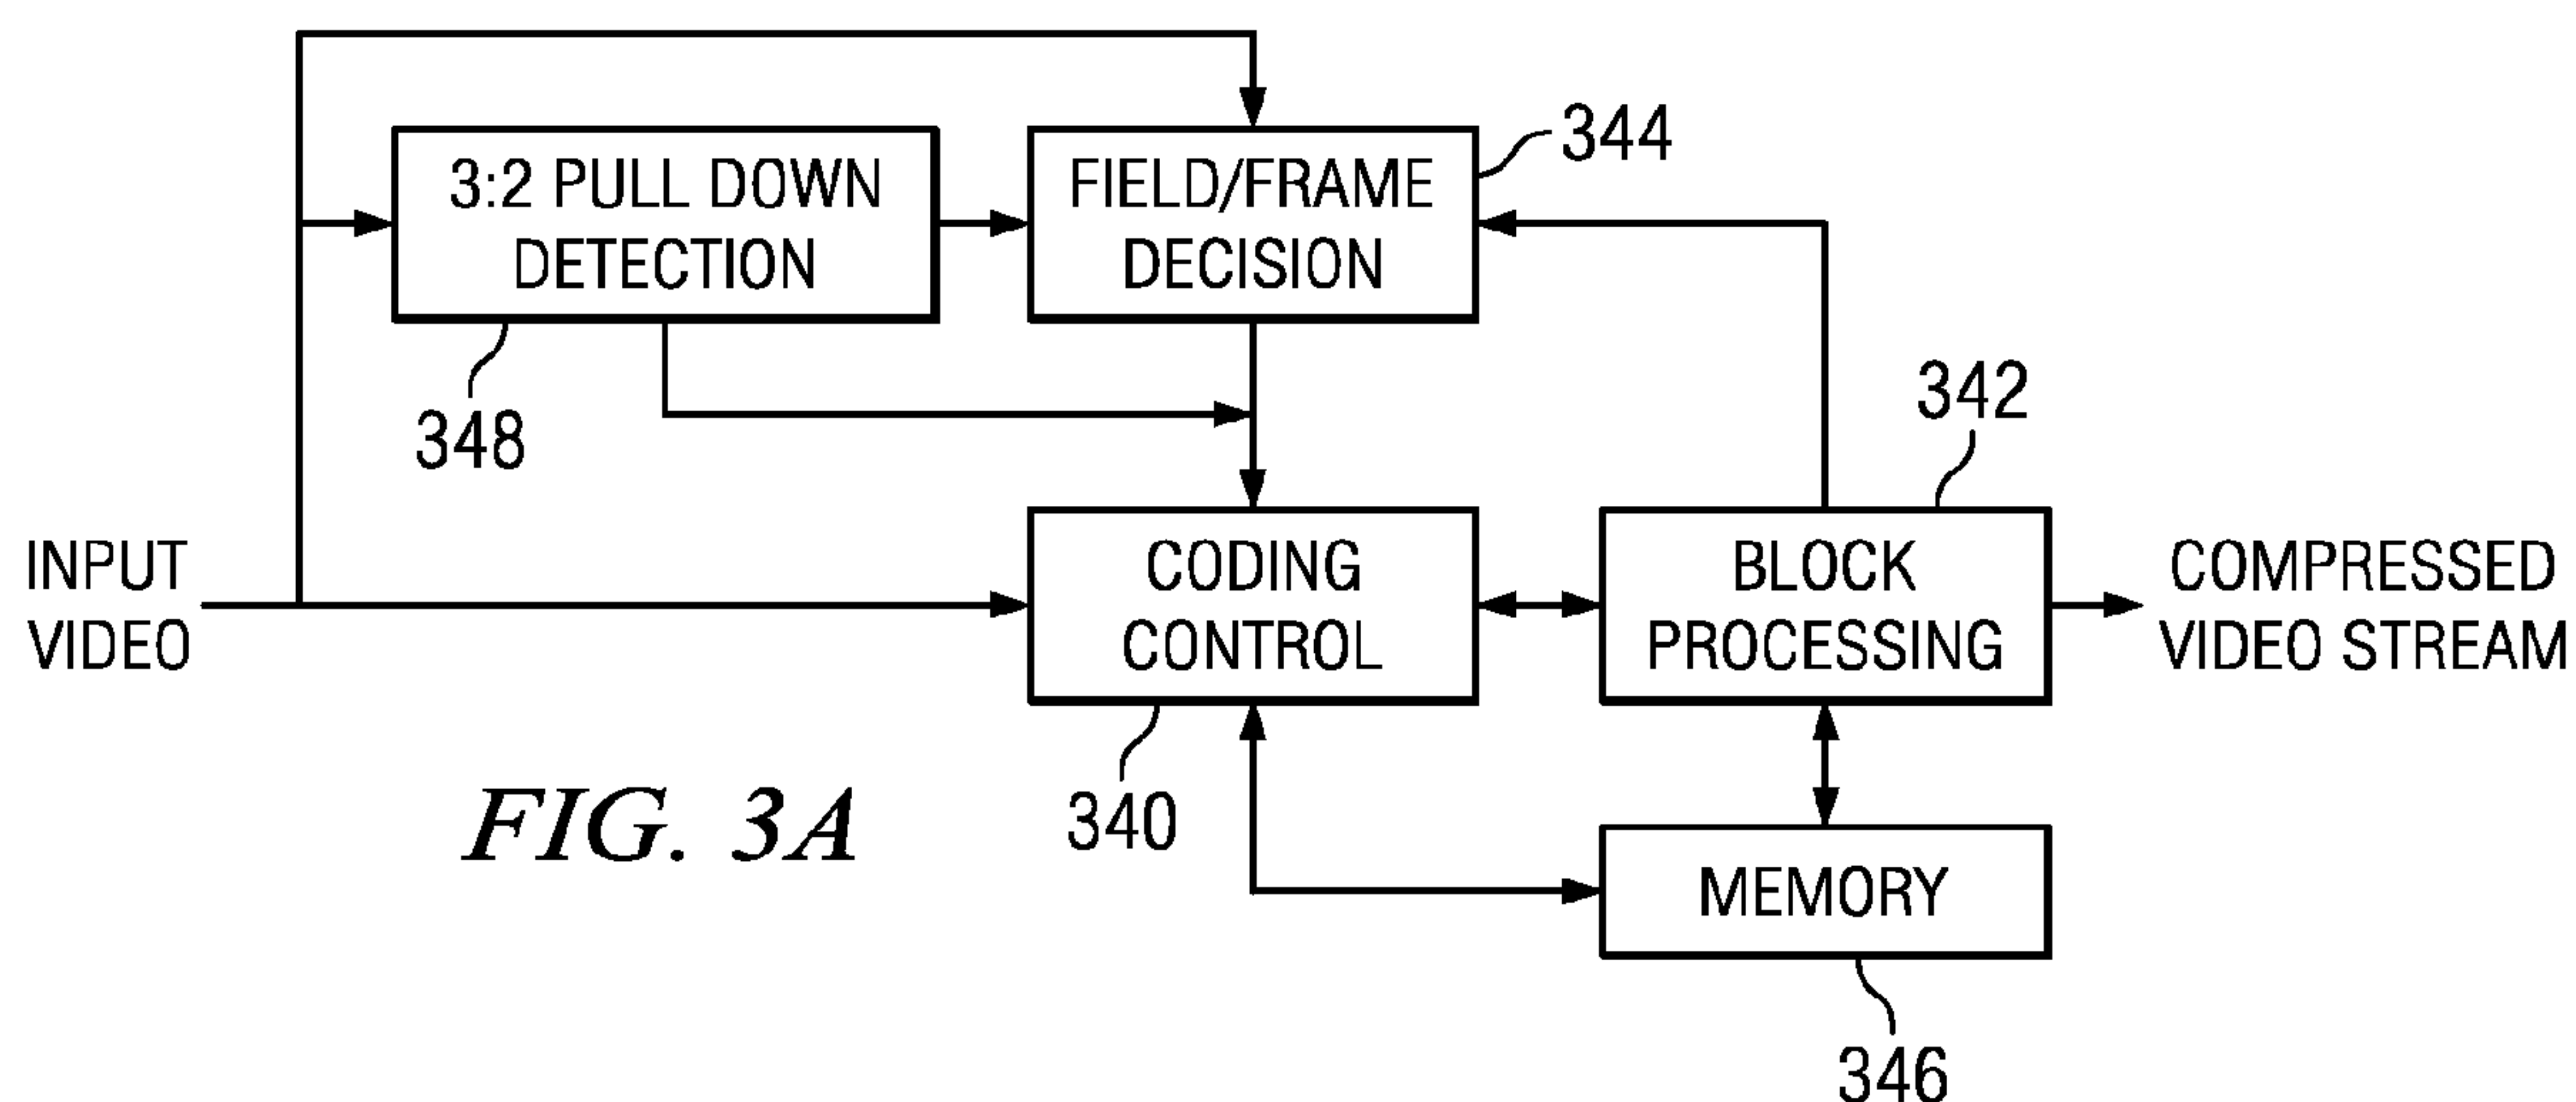 3:2 PULL DOWN
DETECTION
348
FIELD/FRAME
DECISION
344
INPUT
VIDEO
CODING
CONTROL
340
BLOCK
PROCESSING
342
COMPRESSED
VIDEO STREAM
MEMORY
346
FIG. 3A